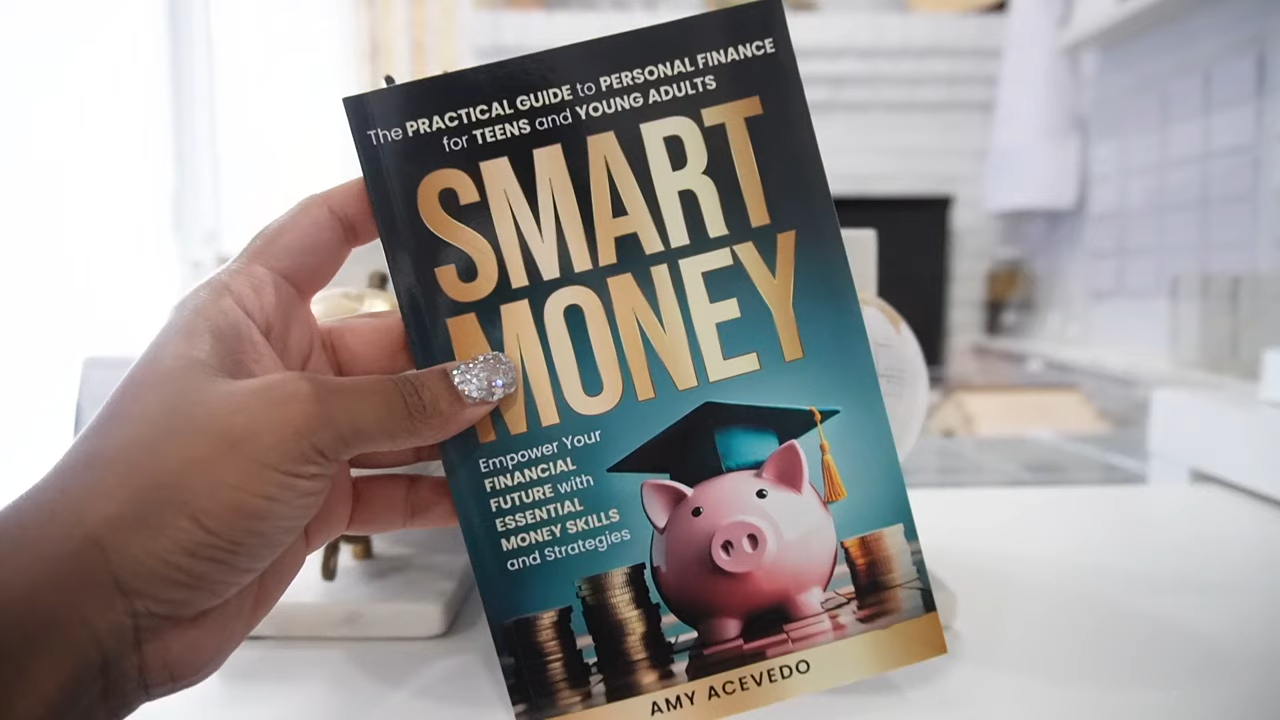 The PRACTICAL GUIDE to PERSONAL FINANCE
for TEENS and YOUNG ADULTS
SMART
MONEY
Empower Your
FINANCIAL
FUTURE with
ESSENTIAL
MONEY SKILLS
and Strategies
AMY ACEVEDO